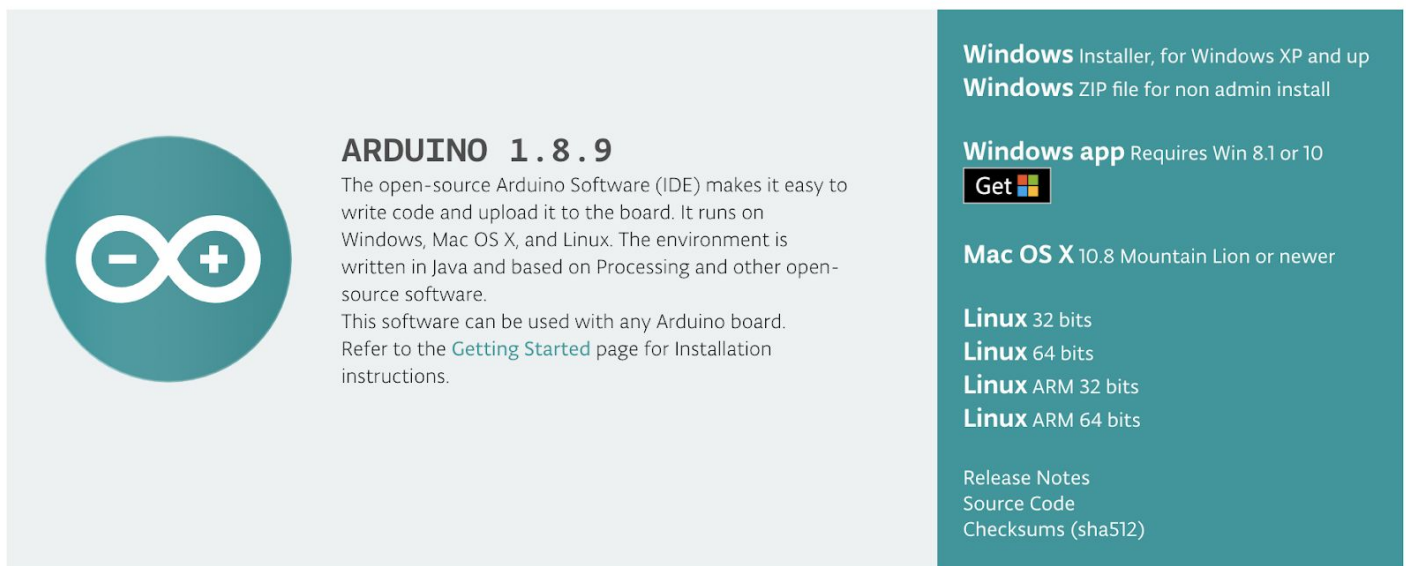 ARDUINO 1.8.9
The open-source Arduino Software (IDE) makes it easy to
write code and upload it to the board. It runs on
Windows, Mac OS X, and Linux. The environment is
written in Java and based on Processing and other open-
source software.
This software can be used with any Arduino board.
Refer to the Getting Started page for Installation
instructions.
Windows Installer, for Windows XP and up
Windows ZIP file for non admin install
Windows app Requires Win 8.1 or 10
Get
Mac OS X 10.8 Mountain Lion or newer
Linux 32 bits
Linux 64 bits
Linux ARM 32 bits
Linux ARM 64 bits
Release Notes
Source Code
Checksums (sha512)